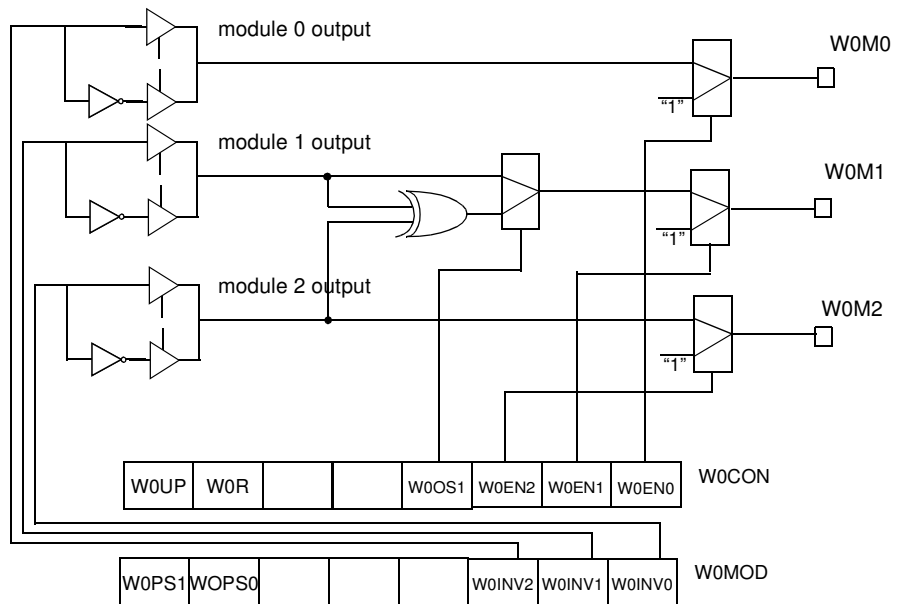 module 0 output
W0M0
"1"
module 1 output
W0M1
"1"
module 2 output
W0M2
"1"
W0UP W0R W0OS1 W0EN2 W0EN1 W0EN0 W0CON
W0PS1 WOPS0 W0INV2 W0INV1 W0INV0 W0MOD